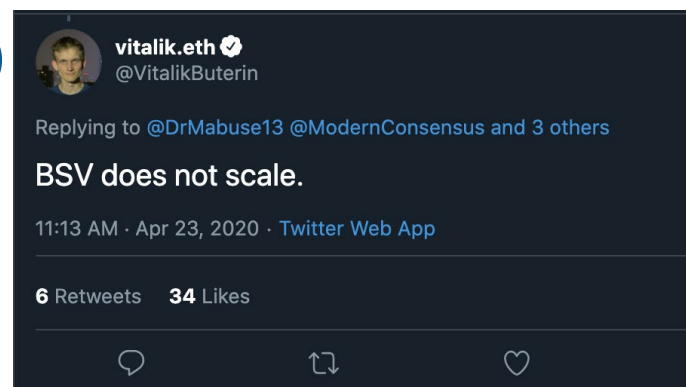 vitalik.eth
@VitalikButerin
Replying to @DrMabuse13 @ModernConsensus and 3 others
BSV does not scale.
11:13 AM · Apr 23, 2020 · Twitter Web App
6 Retweets 34 Likes